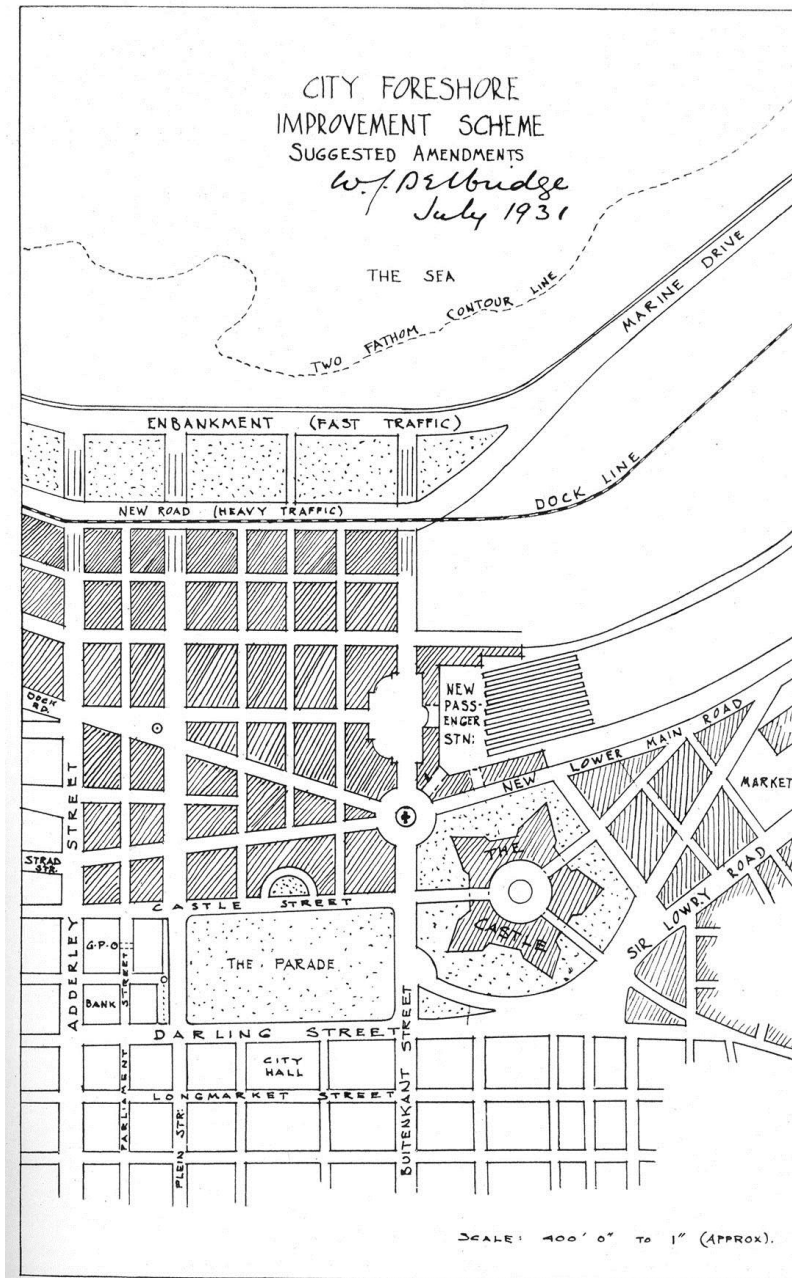 CITY FORESHORE
IMPROVEMENT SCHEME
SUGGESTED AMENDMENTS
W. J. Delbridge
July 1931
THE SEA
TWO FATHOM CONTOUR LINE
MARINE DRIVE
ENBANKMENT (FAST TRAFFIC)
DOCK LINE
NEW ROAD (HEAVY TRAFFIC)
DOCK
RD.
NEW
PASS-
ENGER
STN:
NEW LOWER MAIN ROAD
MARKET
STRAD
STR.
THE
CASTLE
CASTLE STREET
SIR LOWRY ROAD
ADDERLEY STREET
G.P.O
THE PARADE
BANK
PARLIAMENT STREET
DARLING STREET
CITY
HALL
LONGMARKET STREET
PLEIN STR:
BUITENKANT STREET
SCALE: 400' 0" TO 1" (APPROX).